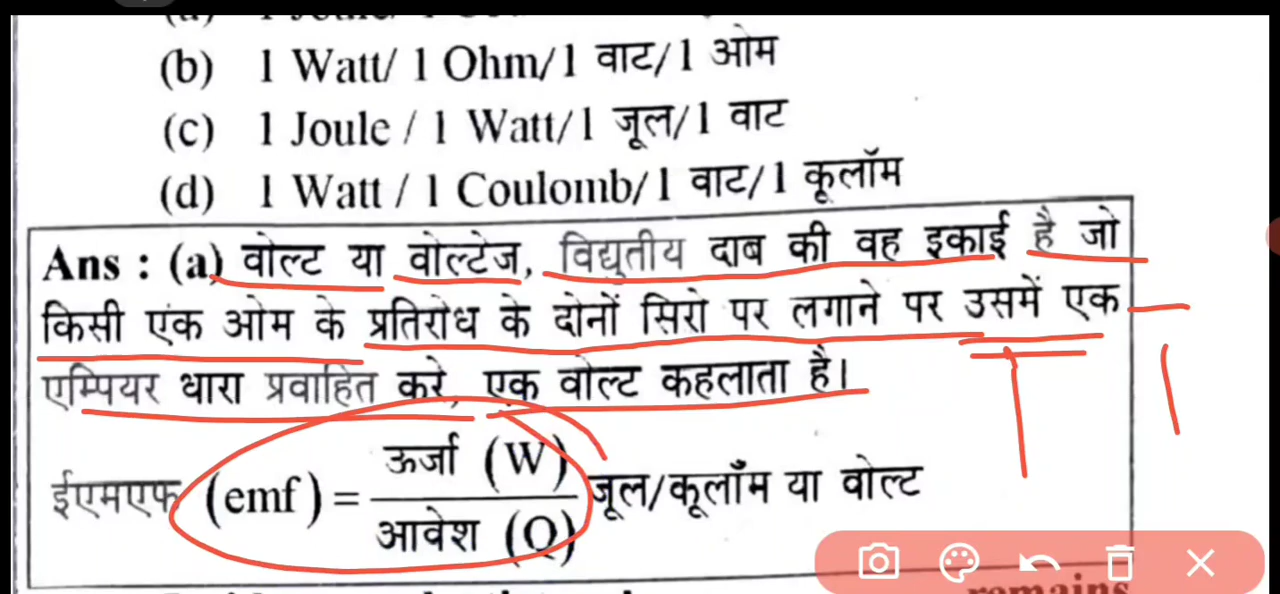 (b) 1 Watt/ 1 Ohm/1 वाट/1 ओम
(c) 1 Joule / 1 Watt/1 जूल/1 वाट
(d) 1 Watt / 1 Coulomb/1 वाट/1 कूलॉम
Ans : (a) वोल्ट या वोल्टेज, विद्युतीय दाब की वह इकाई है जो
किसी एक ओम के प्रतिरोध के दोनों सिरो पर लगाने पर उसमें एक
एम्पियर धारा प्रवाहित करे, एक वोल्ट कहलाता है।
ईएमएफ (emf) = ऊर्जा (W) / आवेश (Q) जूल/कूलॉम या वोल्ट
remains